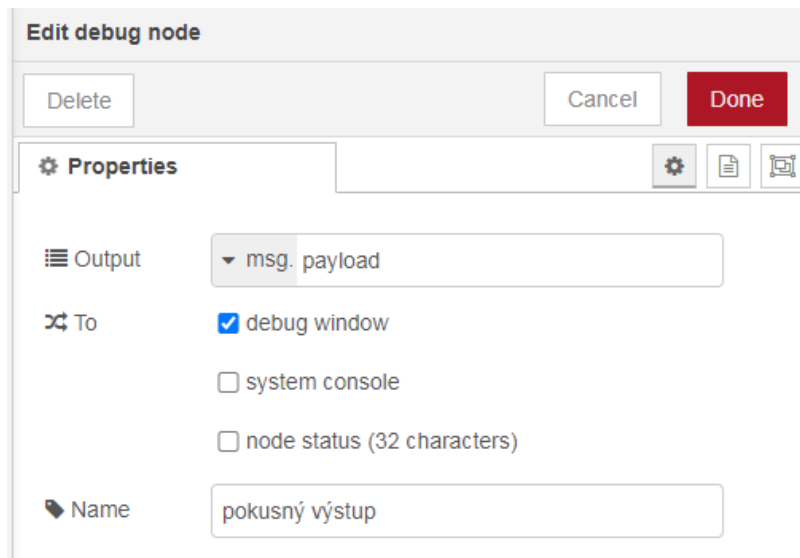 Edit debug node
Delete Cancel Done
Properties
Output msg. payload
To debug window
system console
node status (32 characters)
Name pokusný výstup